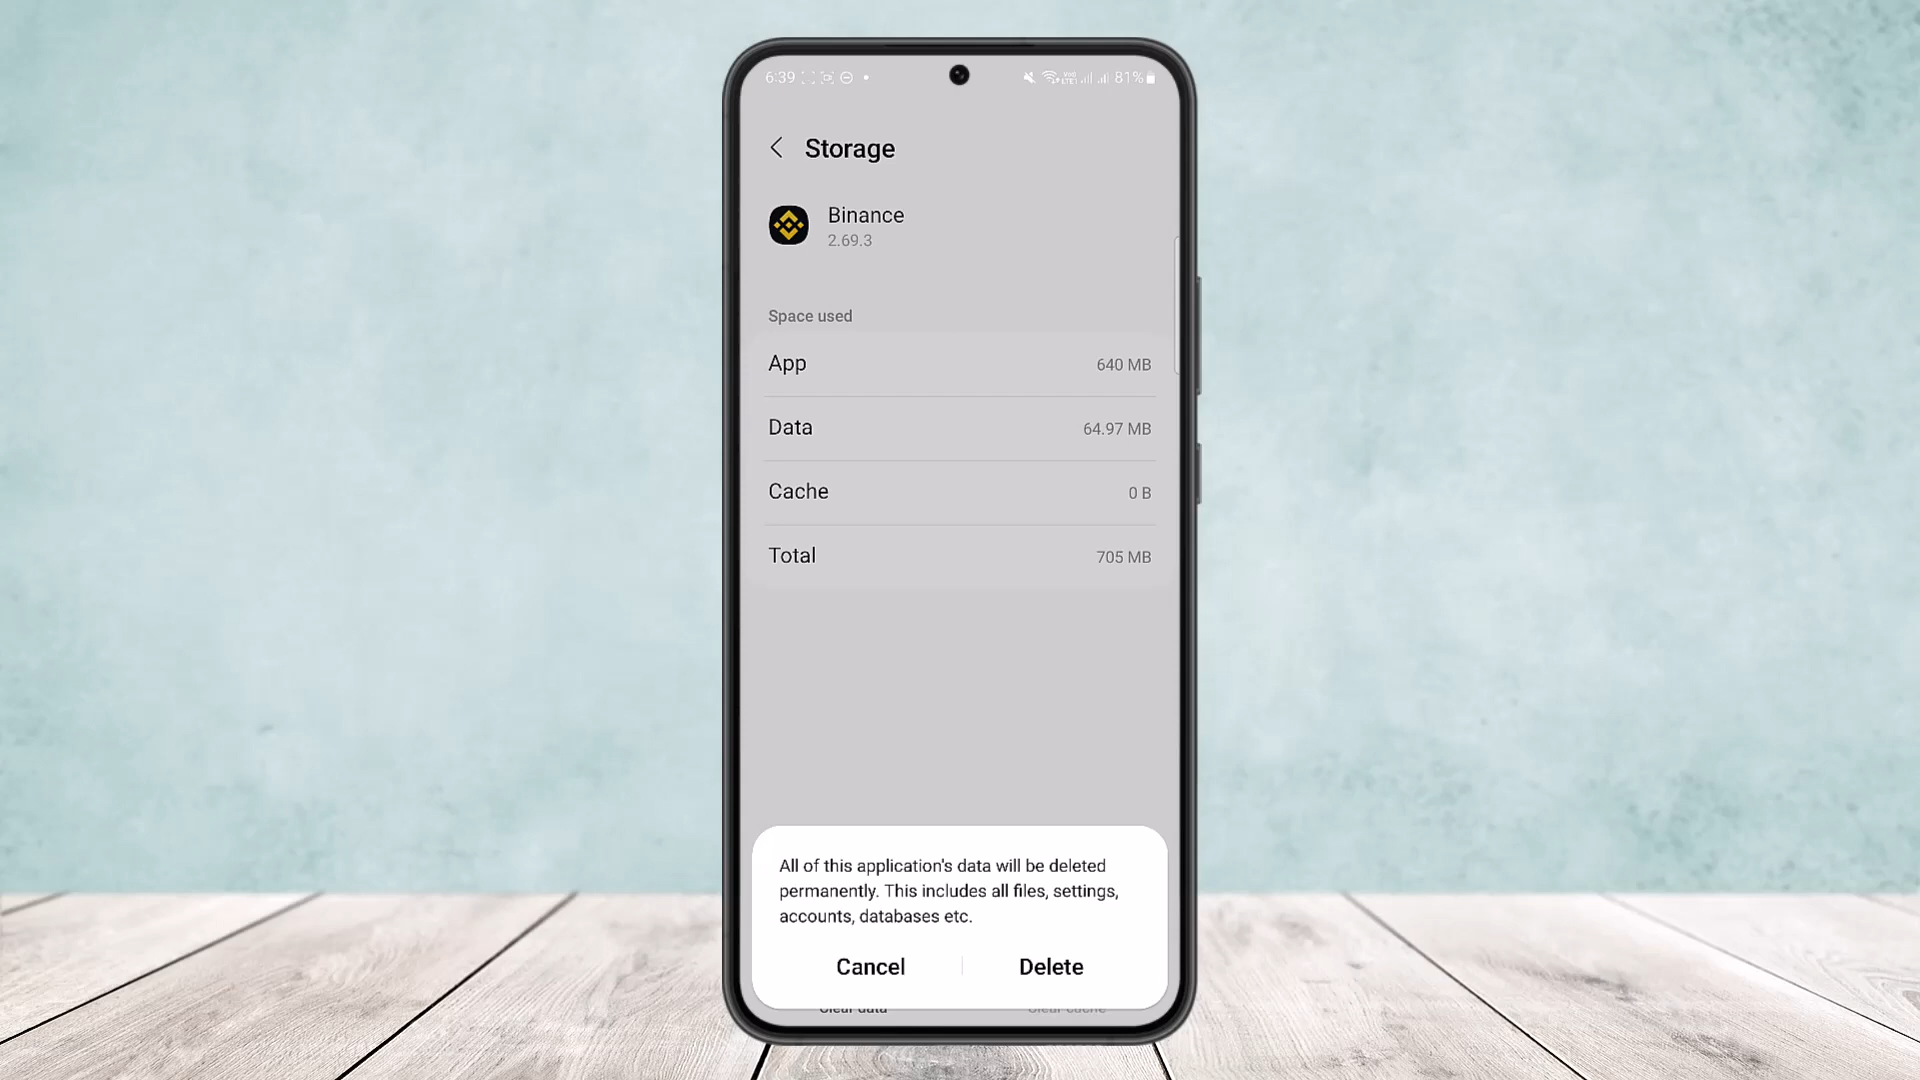 6:39
81%
Storage
Binance
2.69.3
Space used
App 640 MB
Data 64.97 MB
Cache 0 B
Total 705 MB
All of this application's data will be deleted
permanently. This includes all files, settings,
accounts, databases etc.
Cancel Delete
Clear data Clear cache